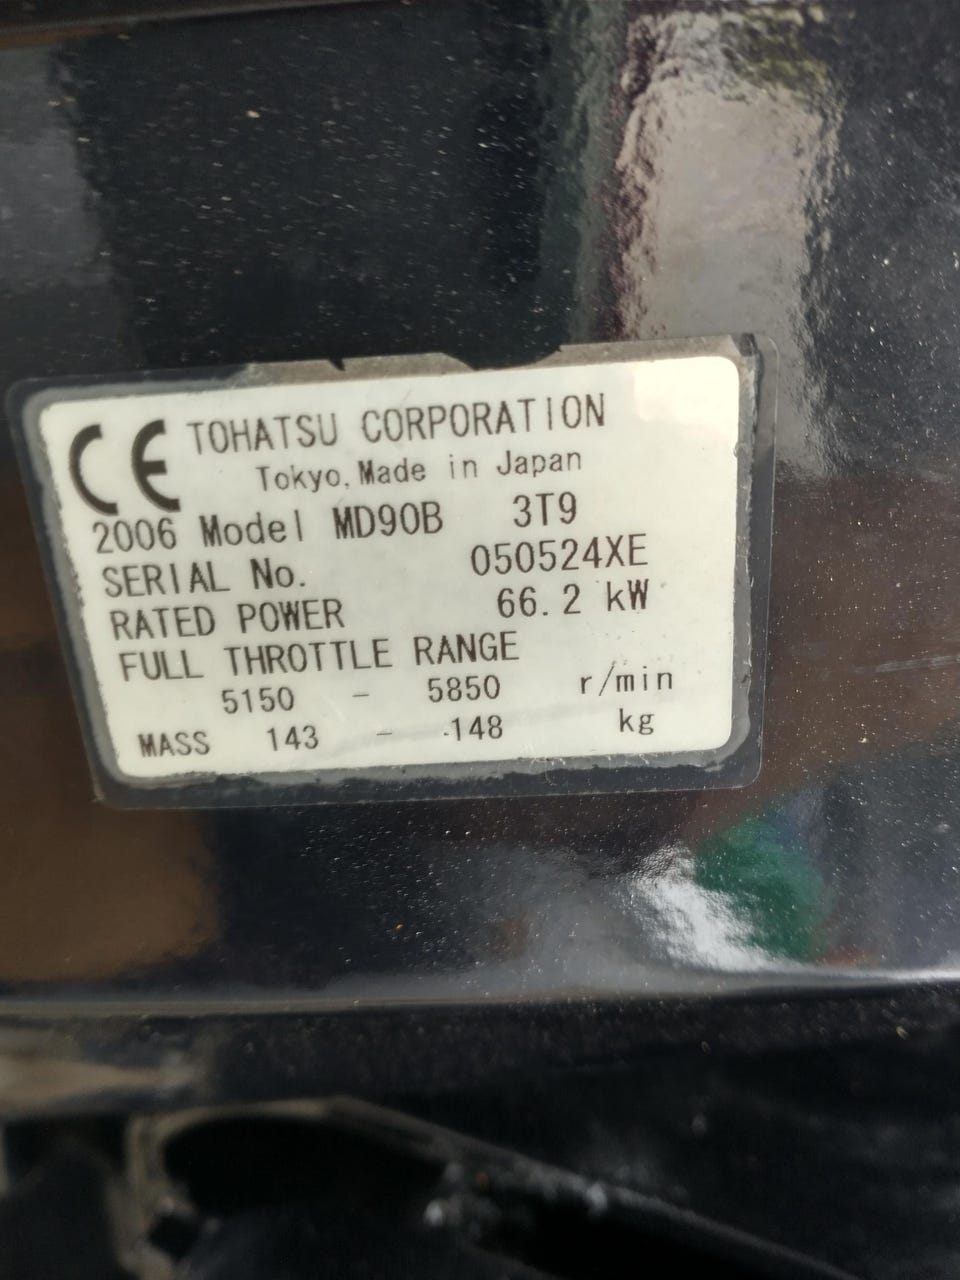 CE TOHATSU CORPORATION
Tokyo, Made in Japan
2006 Model MD90B 3T9
SERIAL No. 050524XE
RATED POWER 66.2 kW
FULL THROTTLE RANGE
5150 - 5850 r/min
MASS 143 - 148 kg